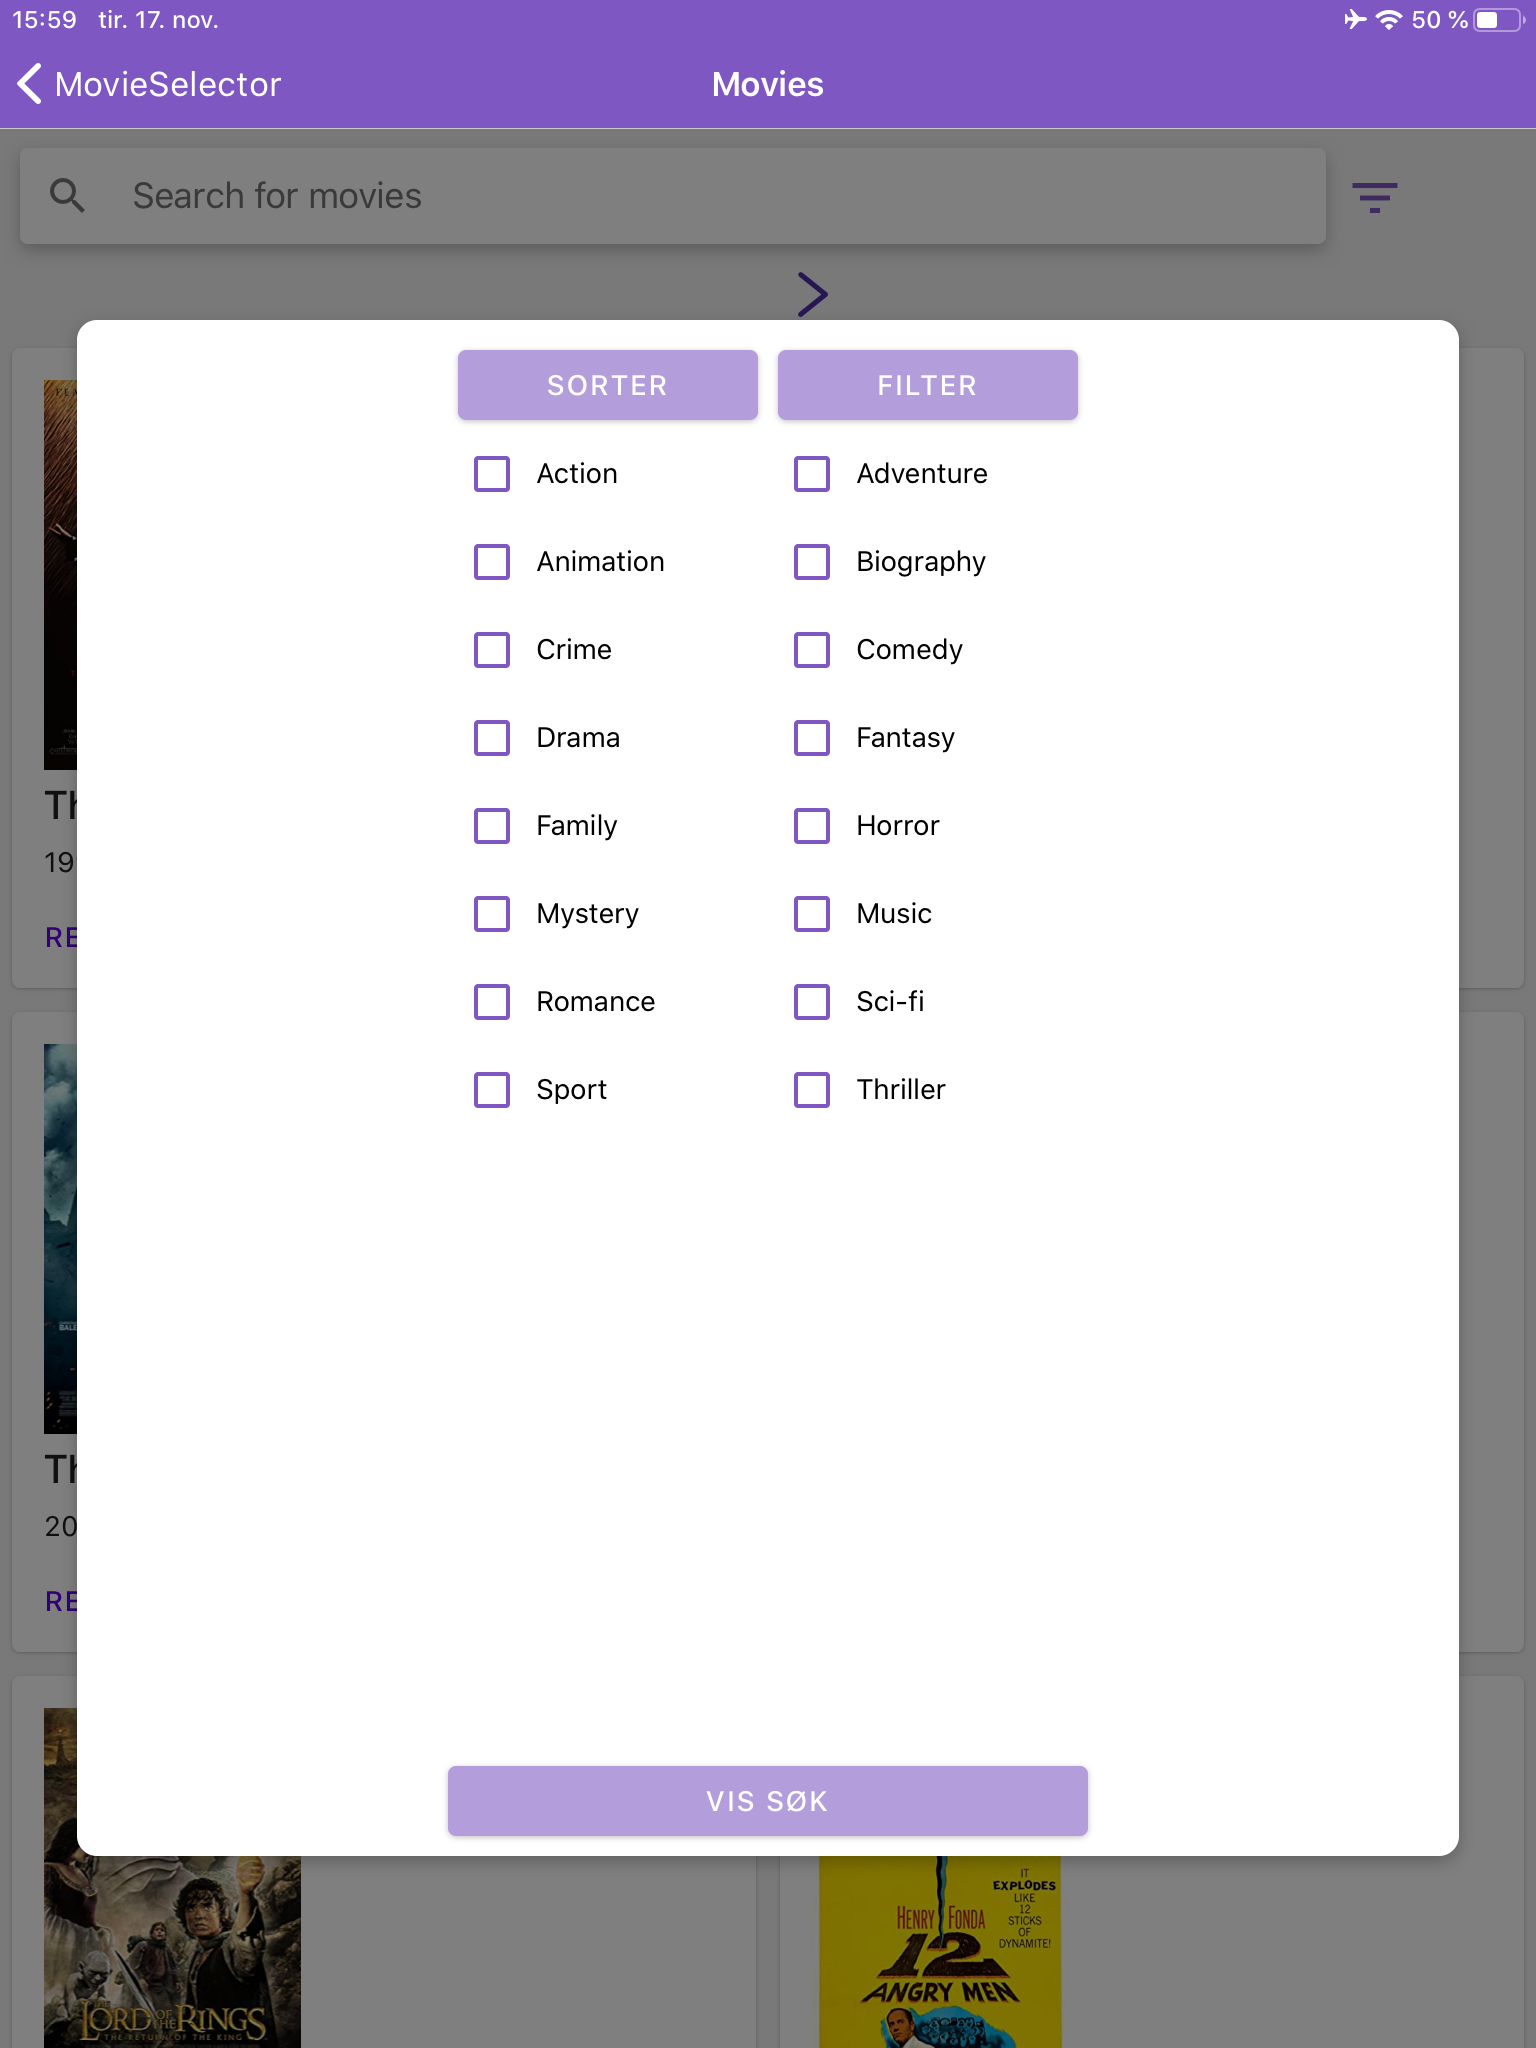 15:59 tir. 17. nov. 50 %
MovieSelector Movies
Search for movies
SORTER FILTER
Action Adventure
Animation Biography
Crime Comedy
Drama Fantasy
Family Horror
Mystery Music
Romance Sci-fi
Sport Thriller
Th
19
RE
Th
20
RE
VIS SØK
THE LORD OF THE RINGS
THE RETURN OF THE KING
IT
EXPLODES
LIKE
12
STICKS
OF
DYNAMITE!
HENRY FONDA
12
ANGRY MEN